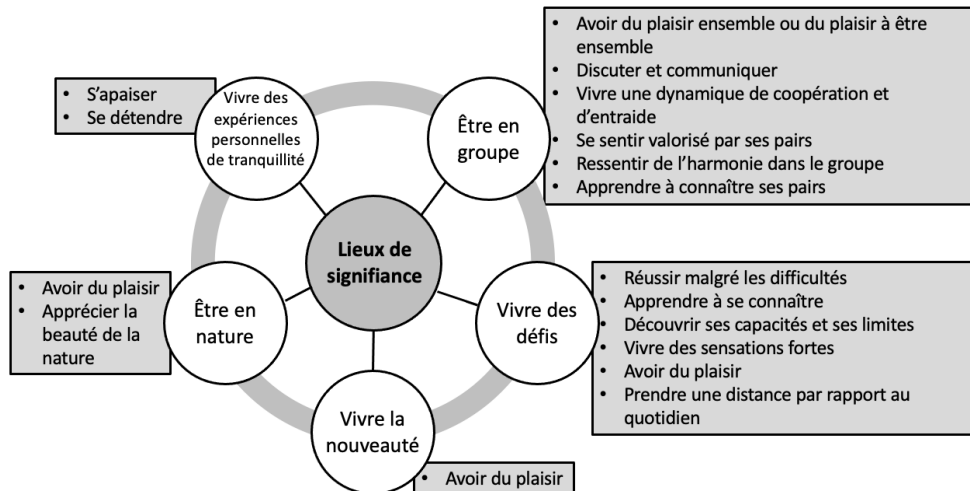 • Avoir du plaisir ensemble ou du plaisir à être
ensemble
• Discuter et communiquer
• Vivre une dynamique de coopération et
d'entraide
• Se sentir valorisé par ses pairs
• Ressentir de l'harmonie dans le groupe
• Apprendre à connaître ses pairs
• S'apaiser
• Se détendre
Vivre des
expériences
personnelles
de tranquillité
Être en
groupe
Lieux de
signifiance
• Avoir du plaisir
• Apprécier la
beauté de la
nature
Être en
nature
Vivre des
défis
• Réussir malgré les difficultés
• Apprendre à se connaître
• Découvrir ses capacités et ses limites
• Vivre des sensations fortes
• Avoir du plaisir
• Prendre une distance par rapport au
quotidien
Vivre la
nouveauté
• Avoir du plaisir